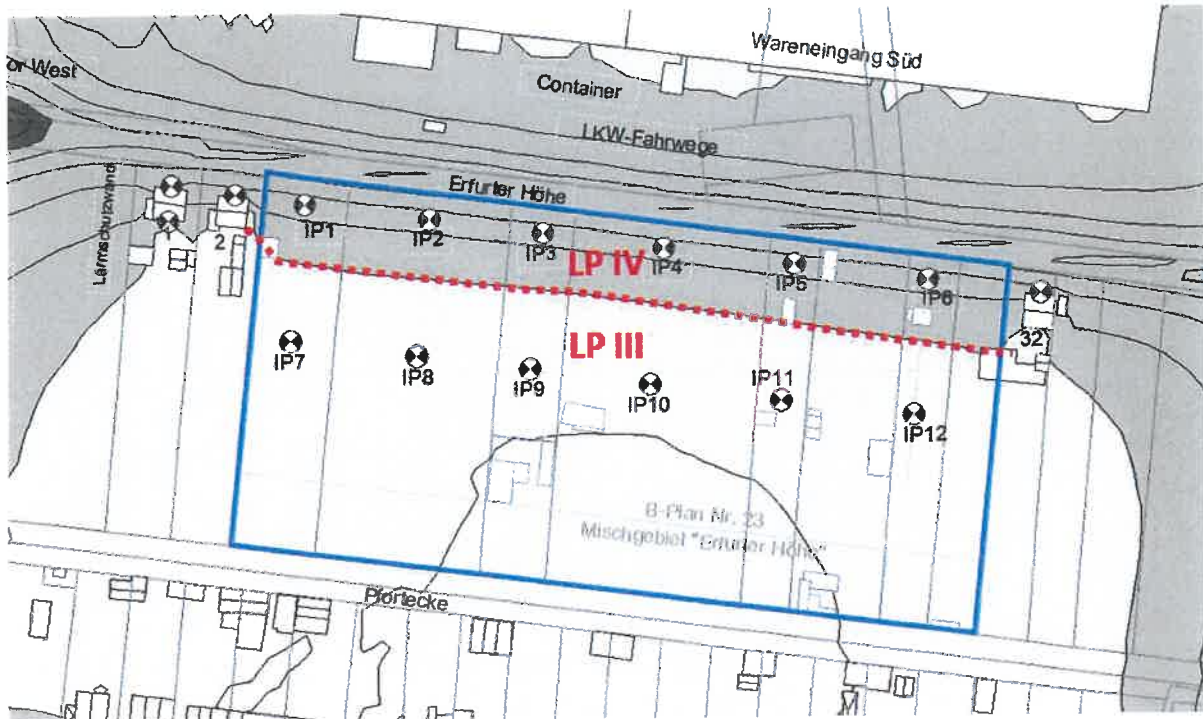 Wareneingang Süd
or West
Container
LKW-Fahrwege
Lärmschutzwand
Erfurter Höhe
2
IP1
IP2
IP3
LP IV
IP4
IP5
IP6
32
LP III
IP7
IP8
IP9
IP10
IP11
IP12
B-Plan Nr. 23
Mischgebiet "Erfurter Höhe"
Pfortecke